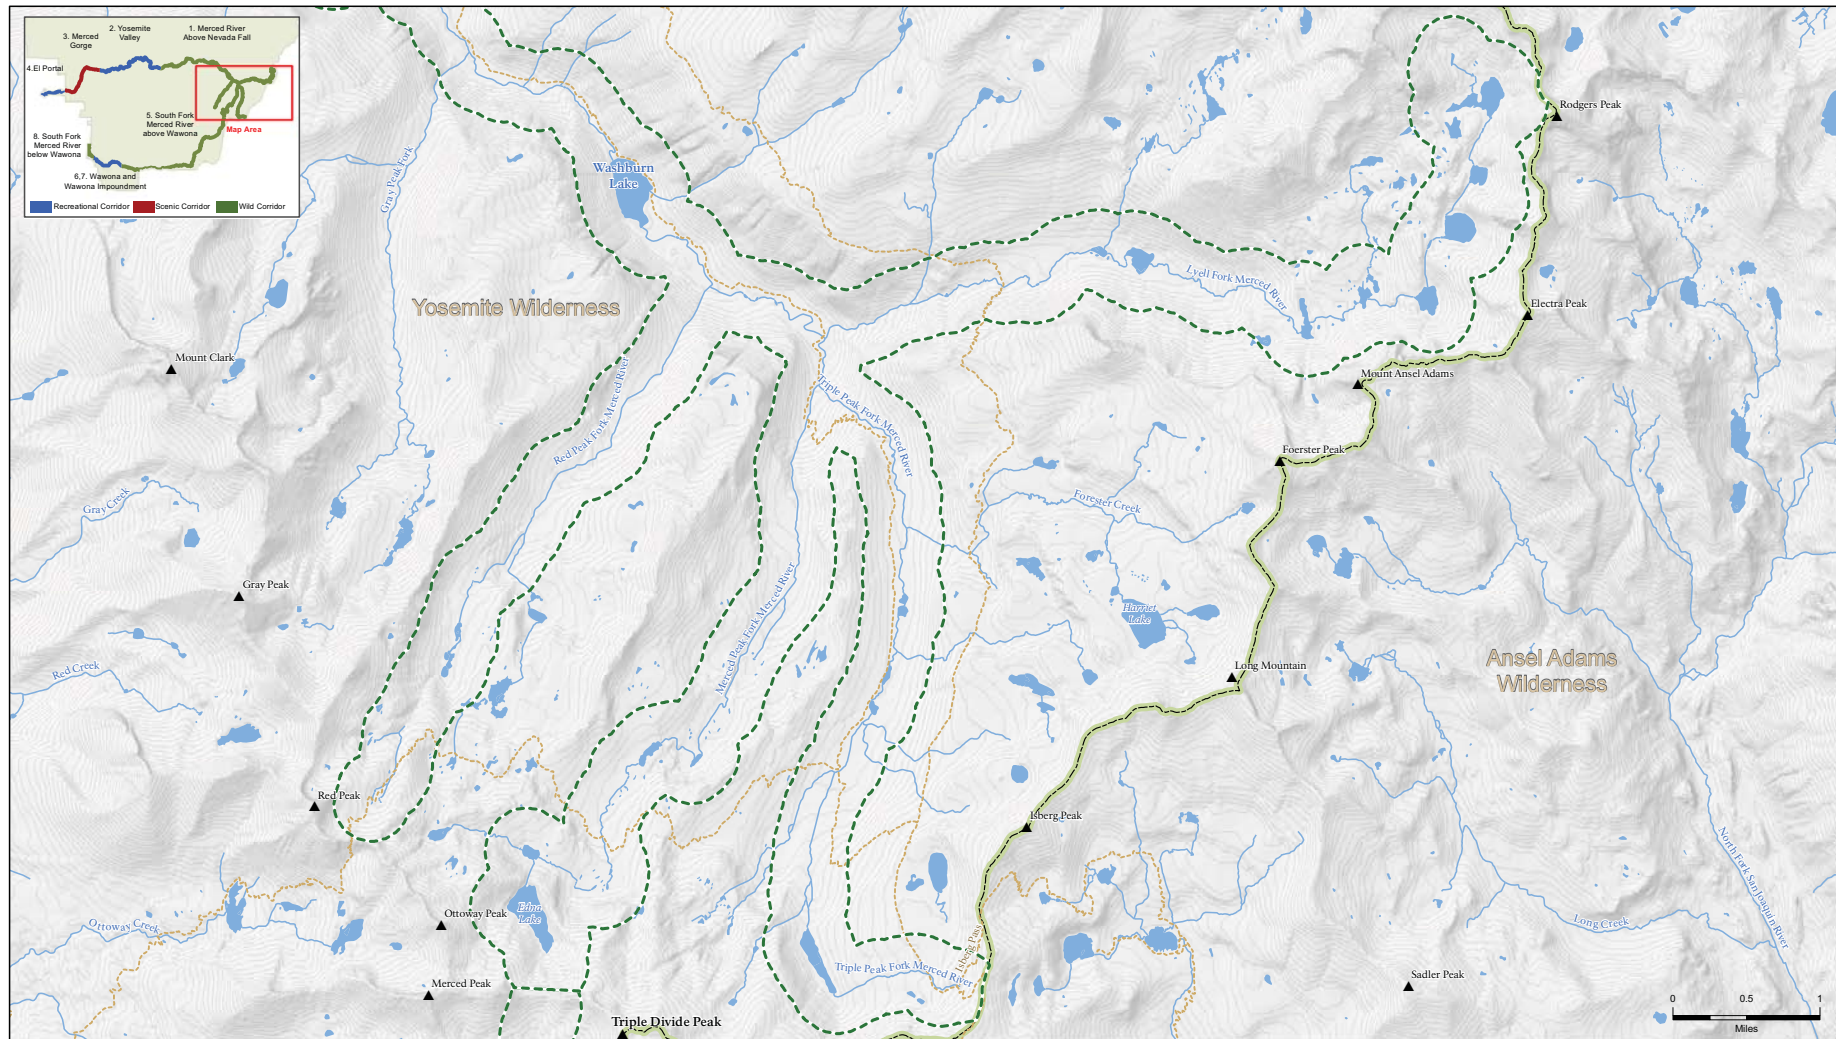 3. Merced
Gorge
2. Yosemite
Valley
1. Merced River
Above Nevada Fall
4.El Portal
5. South Fork
Merced River
above Wawona
Map Area
8. South Fork
Merced River
below Wawona
6,7. Wawona and
Wawona Impoundment
Recreational Corridor
Scenic Corridor
Wild Corridor
Gray Peak Fork
Washburn
Lake
Rodgers Peak
Lyell Fork Merced River
Yosemite Wilderness
Electra Peak
Mount Clark
Mount Ansel Adams
Red Peak Fork Merced River
Triple Peak Fork Merced River
Foerster Peak
Gray Creek
Forester Creek
Gray Peak
Merced Peak Fork Merced River
Harriet
Lake
Red Creek
Long Mountain
Ansel Adams
Wilderness
Red Peak
Isberg Peak
North Fork San Joaquin River
Ottoway Creek
Ottoway Peak
Edna
Lake
Long Creek
Isberg Pass
Triple Peak Fork Merced River
Merced Peak
Sadler Peak
Triple Divide Peak
0 0.5 1
Miles